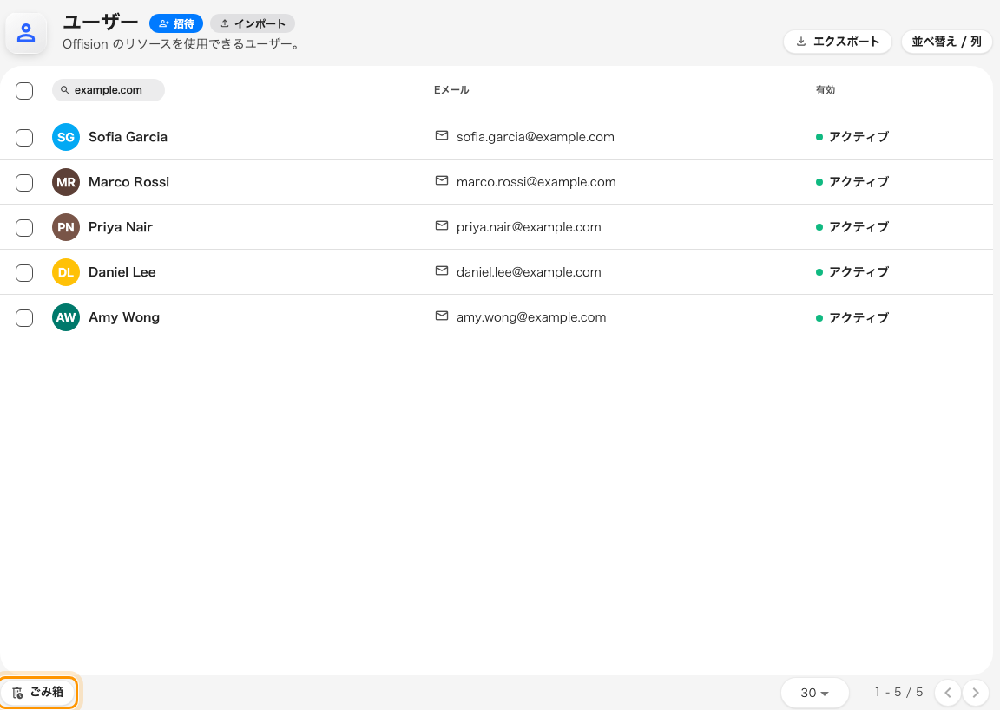 ユーザー 招待 インポート
Offision のリソースを使用できるユーザー。
エクスポート 並べ替え / 列
example.com Eメール 有効
SG Sofia Garcia sofia.garcia@example.com アクティブ
MR Marco Rossi marco.rossi@example.com アクティブ
PN Priya Nair priya.nair@example.com アクティブ
DL Daniel Lee daniel.lee@example.com アクティブ
AW Amy Wong amy.wong@example.com アクティブ
ごみ箱 30 1 - 5 / 5